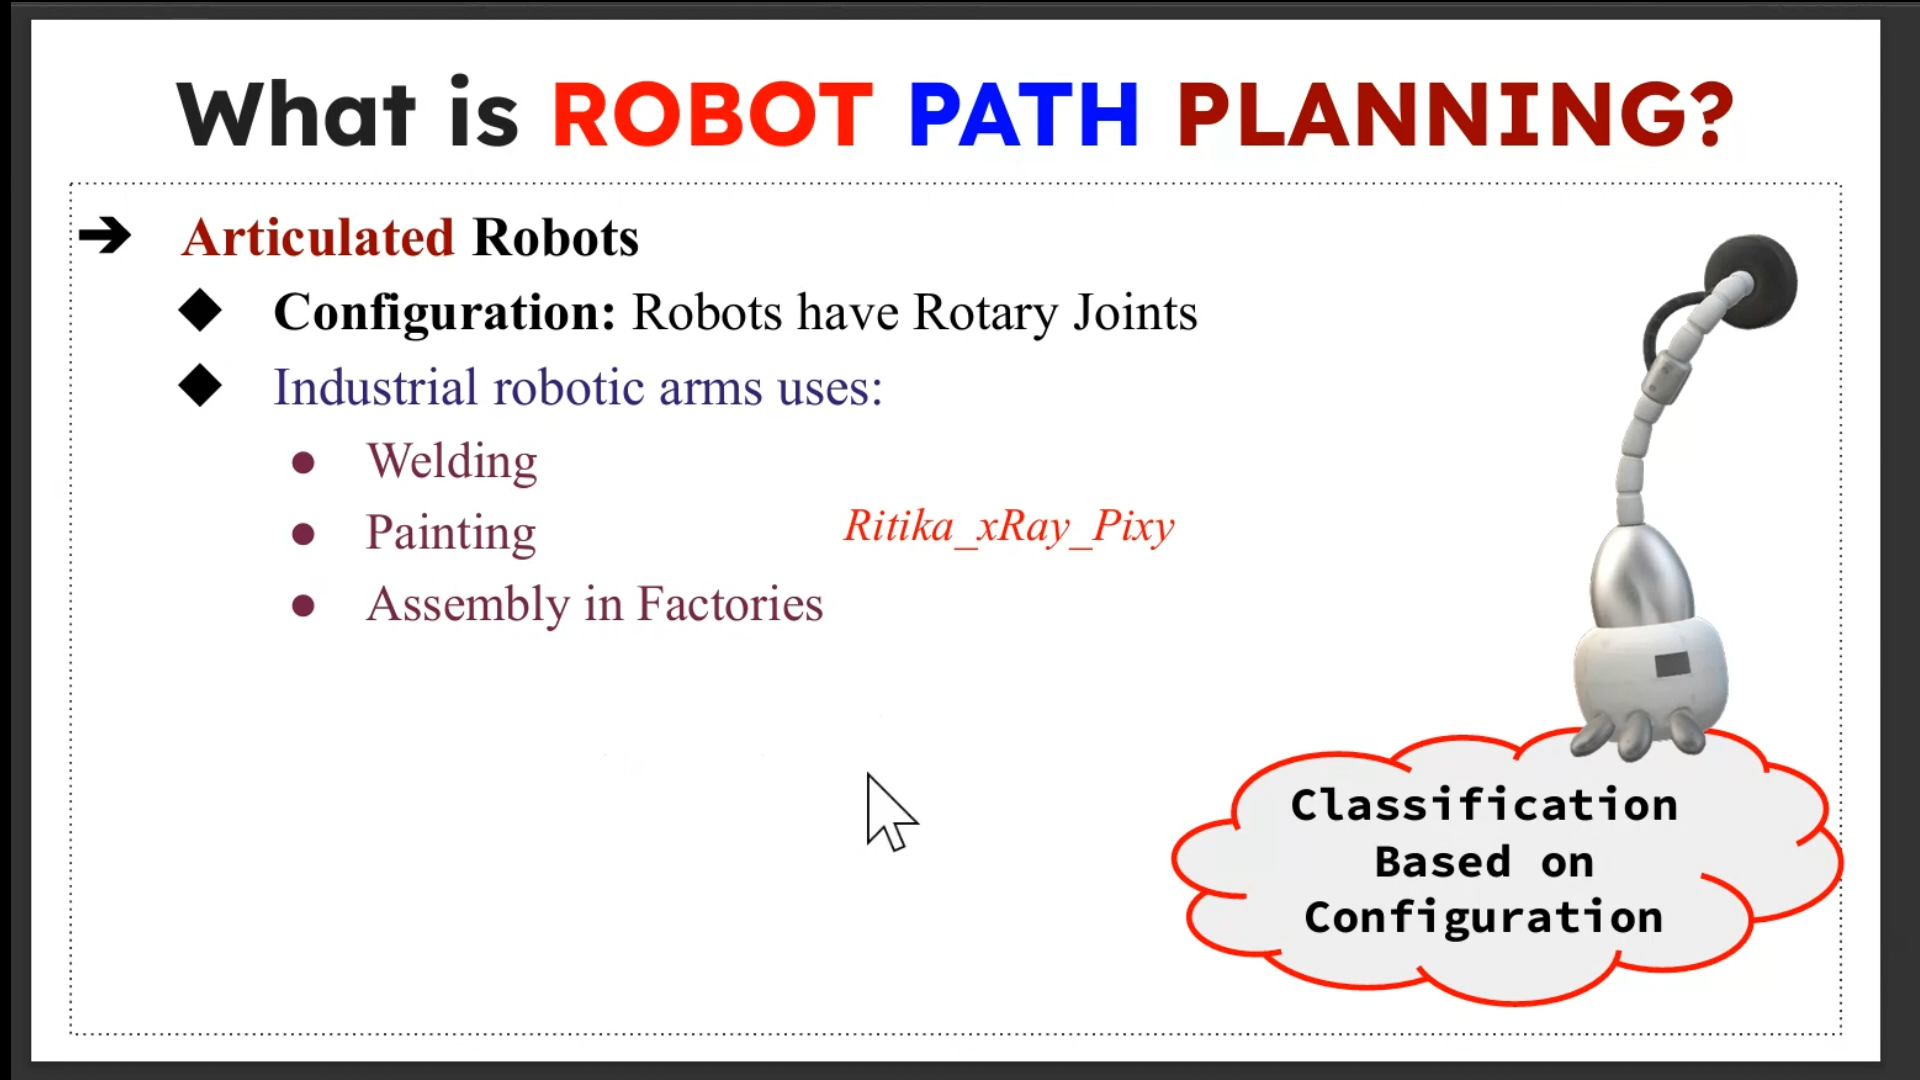 What is ROBOT PATH PLANNING?
Articulated Robots
Configuration: Robots have Rotary Joints
Industrial robotic arms uses:
Welding
Painting
Ritika_xRay_Pixy
Assembly in Factories
Classification
Based on
Configuration